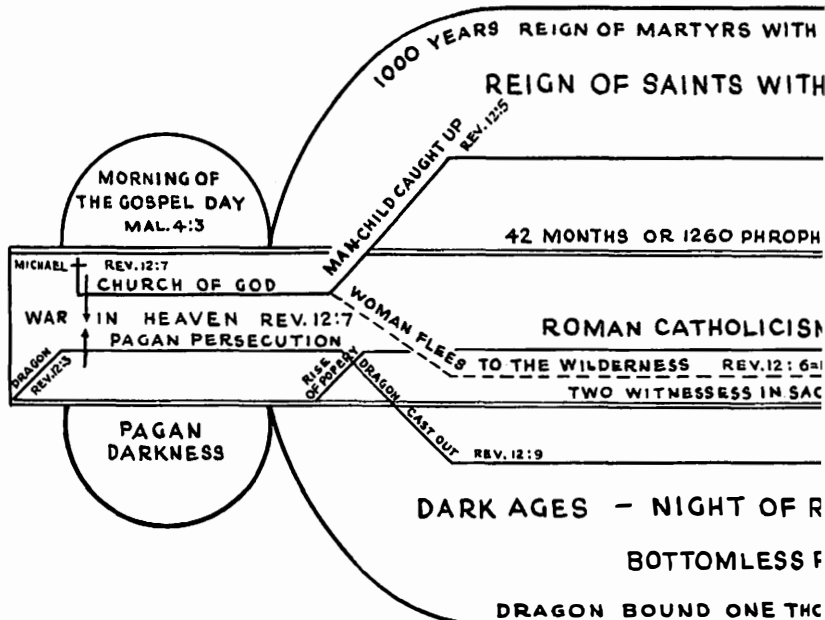 1000 YEARS REIGN OF MARTYRS WITH
REIGN OF SAINTS WITH
MAN-CHILD CAUGHT UP
REV. 12:5
MORNING OF
THE GOSPEL DAY
MAL. 4:3
42 MONTHS OR 1260 PHROPH
MICHAEL REV. 12:7
CHURCH OF GOD
WAR IN HEAVEN REV. 12:7
PAGAN PERSECUTION
DRAGON
REV. 12:3
WOMAN FLEES
ROMAN CATHOLICISM
RISE
OF POPERY
TO THE WILDERNESS REV. 12:6=1
TWO WITNESSESS IN SAC
DRAGON CAST OUT
REV. 12:9
PAGAN
DARKNESS
DARK AGES - NIGHT OF R
BOTTOMLESS P
DRAGON BOUND ONE THO